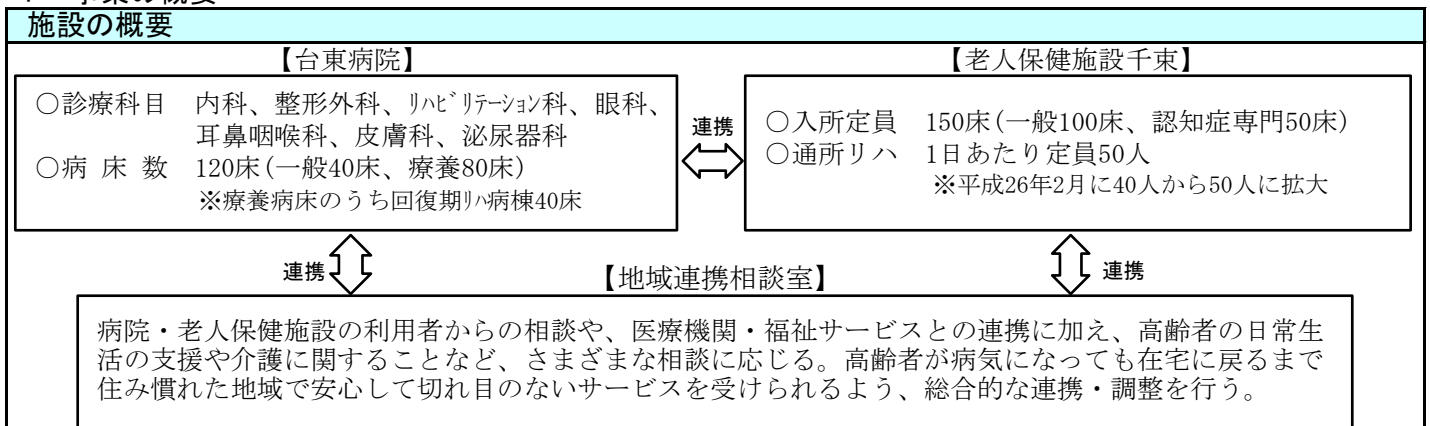 施設の概要
【台東病院】
○診療科目　内科、整形外科、ﾘﾊﾋﾞﾘﾃｰｼｮﾝ科、眼科、
耳鼻咽喉科、皮膚科、泌尿器科
○病 床 数　120床(一般40床、療養80床)
※療養病床のうち回復期ﾘﾊ病棟40床
連携
【老人保健施設千束】
○入所定員　150床(一般100床、認知症専門50床)
○通所リハ　1日あたり定員50人
※平成26年2月に40人から50人に拡大
連携
【地域連携相談室】
連携
病院・老人保健施設の利用者からの相談や、医療機関・福祉サービスとの連携に加え、高齢者の日常生
活の支援や介護に関することなど、さまざまな相談に応じる。高齢者が病気になっても在宅に戻るまで
住み慣れた地域で安心して切れ目のないサービスを受けられるよう、総合的な連携・調整を行う。